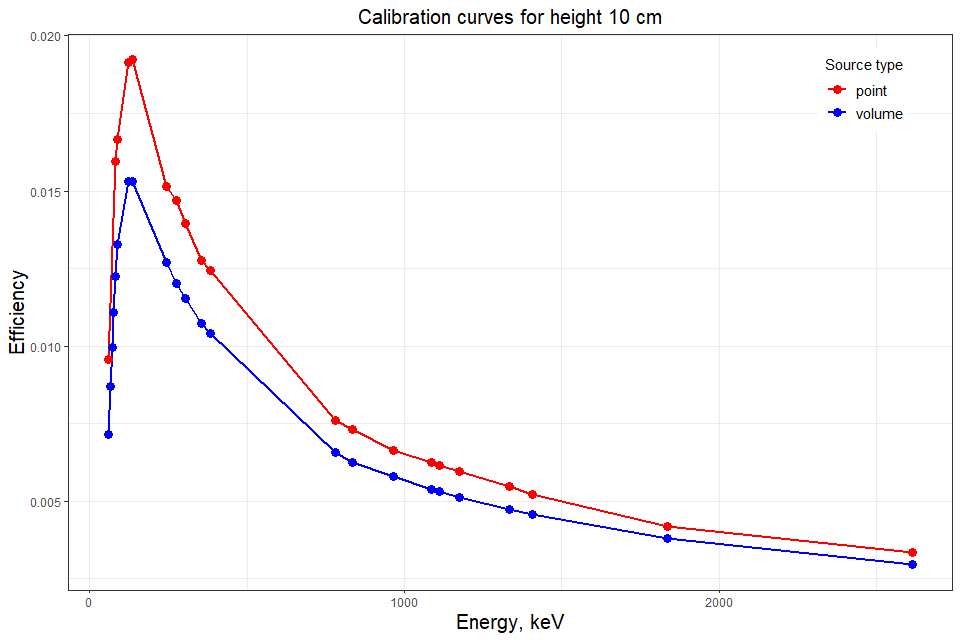 Calibration curves for height 10 cm
Source type
point
volume
Efficiency
0.020
0.015
0.010
0.005
0
1000
2000
Energy, keV